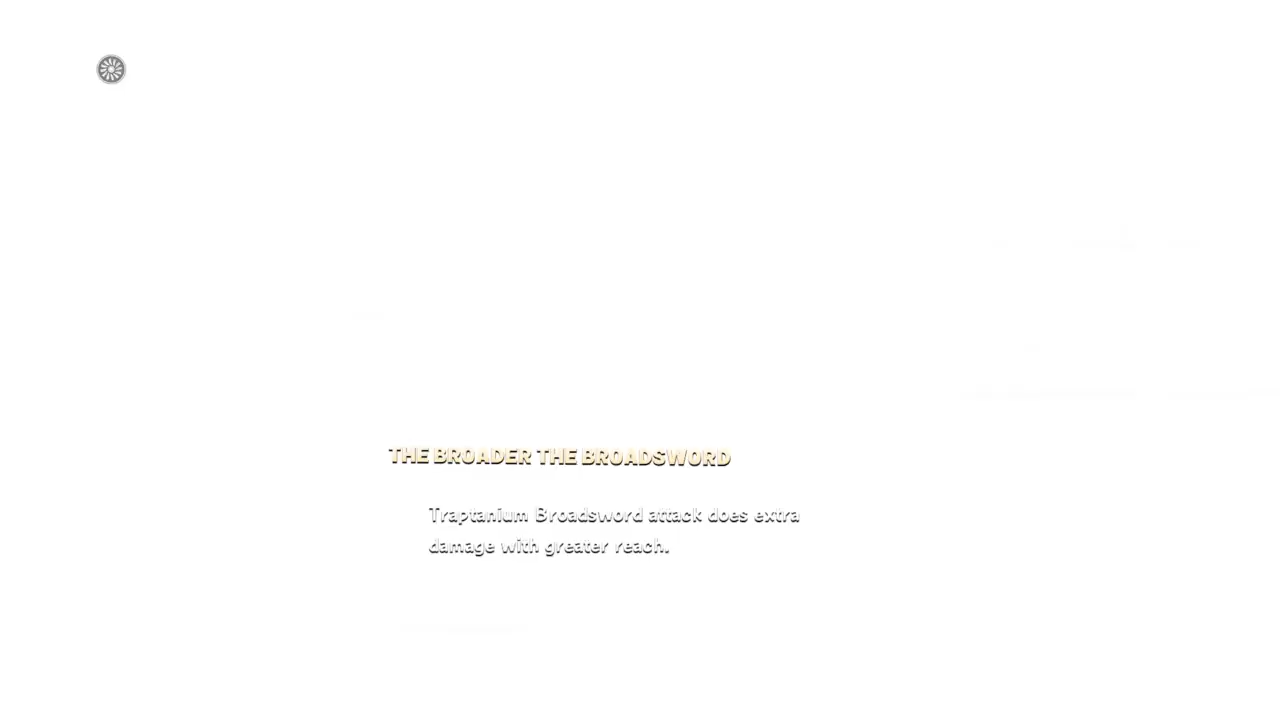 THE BROADER THE BROADSWORD
Traptanium Broadsword attack does extra
damage with greater reach.